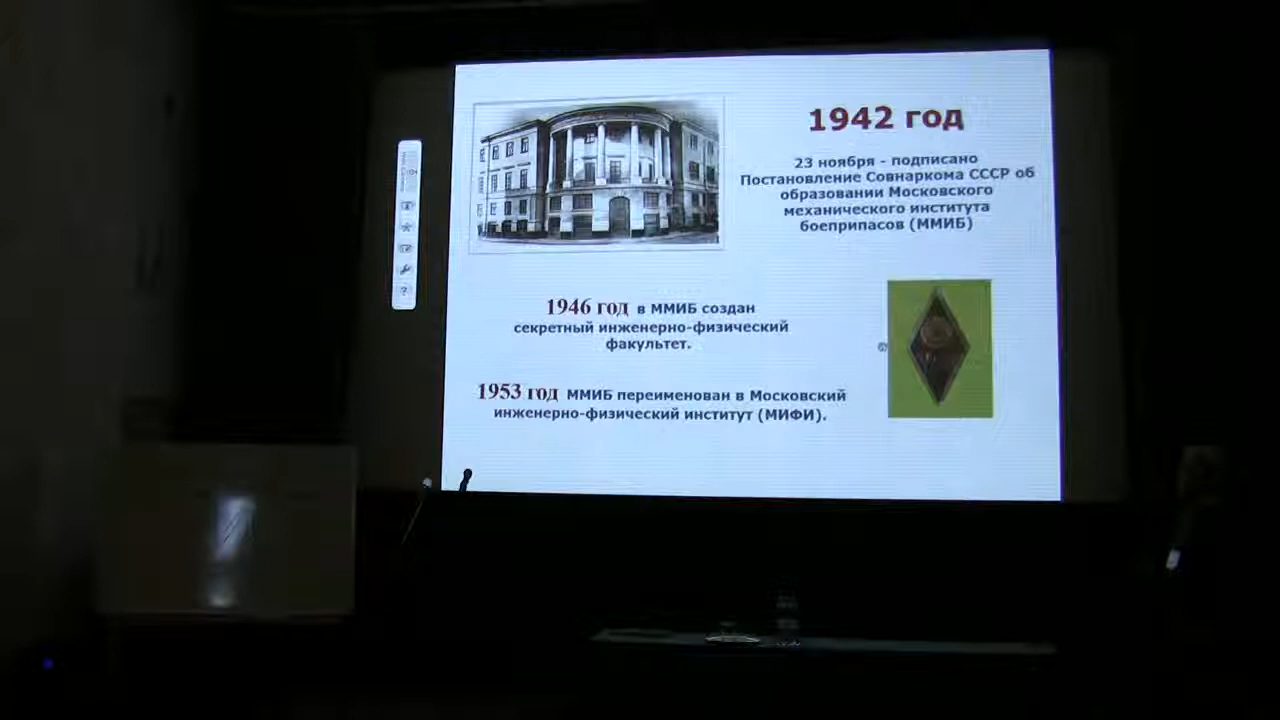 1942 год
23 ноября - подписано
Постановление Совнаркома СССР об
образовании Московского
механического института
боеприпасов (ММИБ)
1946 год в ММИБ создан
секретный инженерно-физический
факультет.
1953 год ММИБ переименован в Московский
инженерно-физический институт (МИФИ).
?